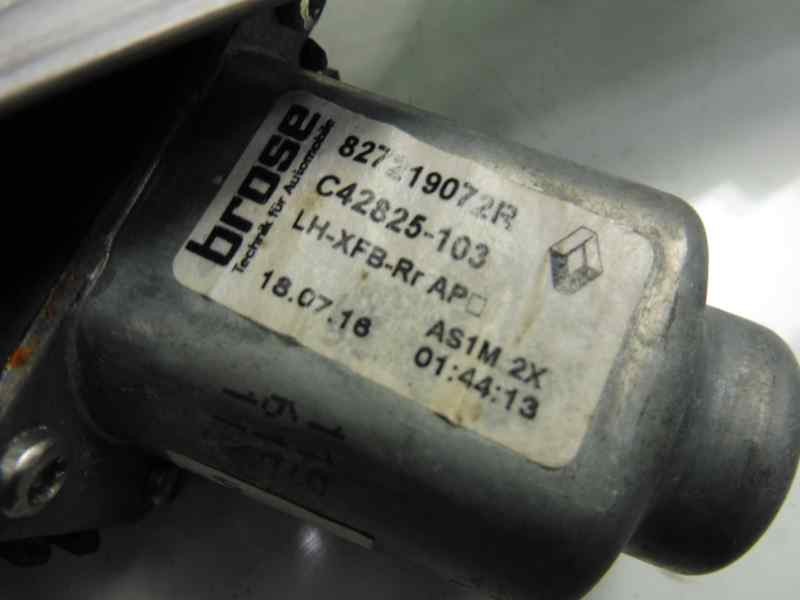 brose
Technik für Automobile
827219072R
C42825-103
LH-XFB-Rr AP
18.07.16
AS1M 2X
01:44:13